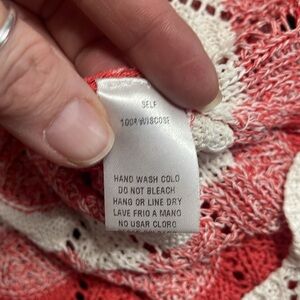 SELF
100% VISCOSE
HAND WASH COLD
DO NOT BLEACH
HANG OR LINE DRY
LAVE FRIO A MANO
NO USAR CLORO